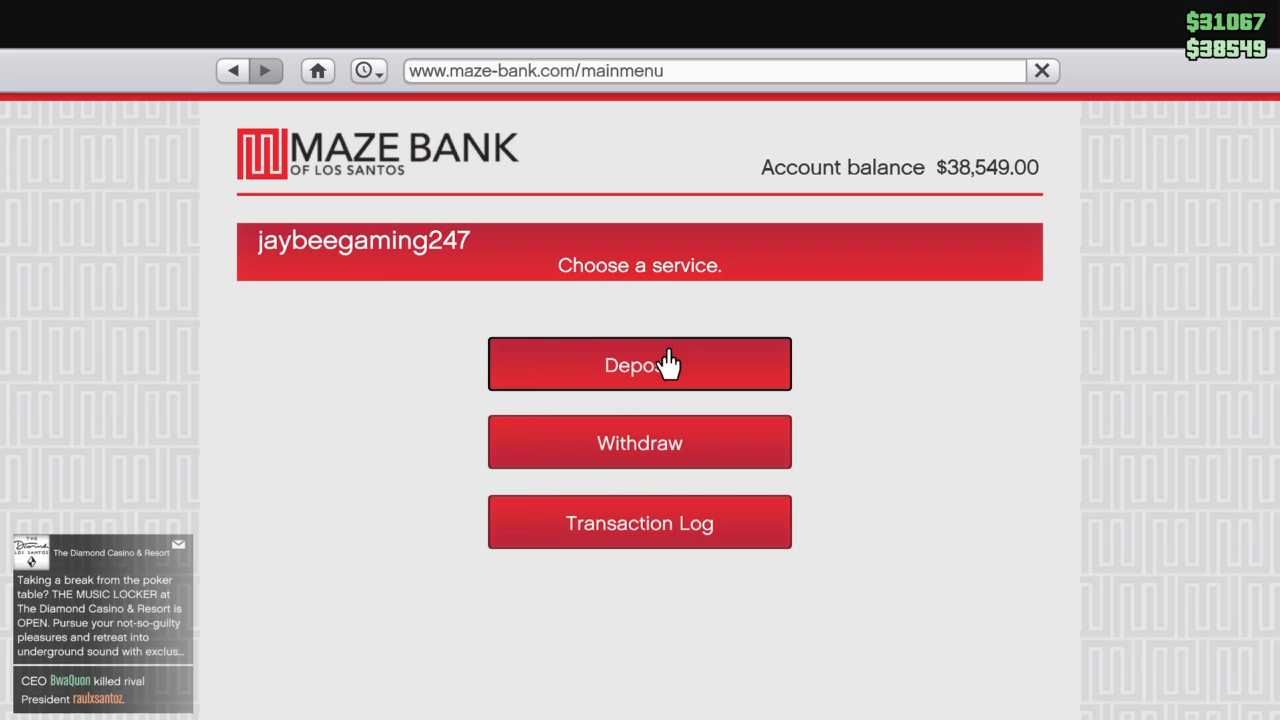 $31067
$38549
www.maze-bank.com/mainmenu
MAZE BANK
OF LOS SANTOS
Account balance $38,549.00
jaybeegaming247
Choose a service.
Withdraw
Transaction Log
The Diamond Casino & Resort
Taking a break from the poker
table? THE MUSIC LOCKER at
The Diamond Casino & Resort is
OPEN. Pursue your not-so-guilty
pleasures and retreat into
underground sound with exclus...
CEO BwaQuon killed rival
President raulxsantoz.